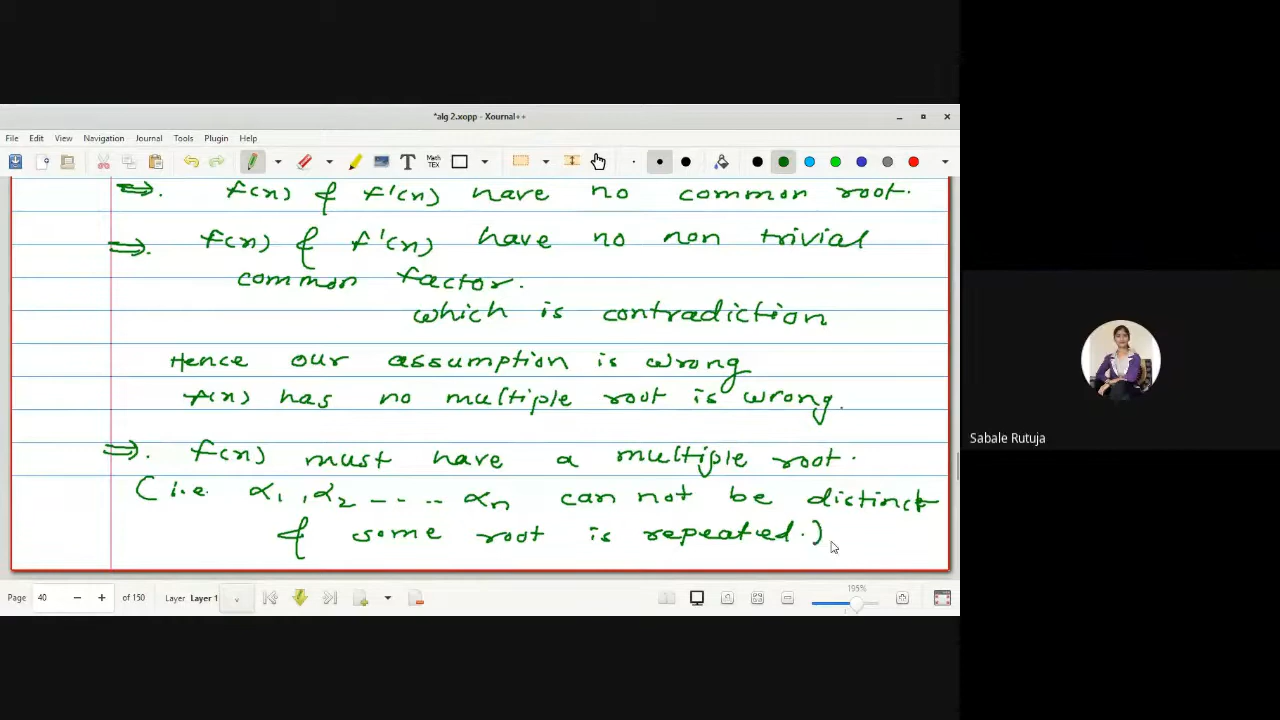 *alg 2.xopp - Xournal++
File Edit View Navigation Journal Tools Plugin Help
T Math TEX
⇒. f(x) & f'(x) have no common root.
⇒. f(x) & f'(x) have no non trivial
common factor.
which is contradiction
Hence our assumption is wrong
f(x) has no multiple root is wrong.
⇒. f(x) must have a multiple root.
(i.e. α1, α2 ----- αn can not be distinct
& some root is repeated.)
Sabale Rutuja
195%
Page 40 of 150 Layer Layer 1